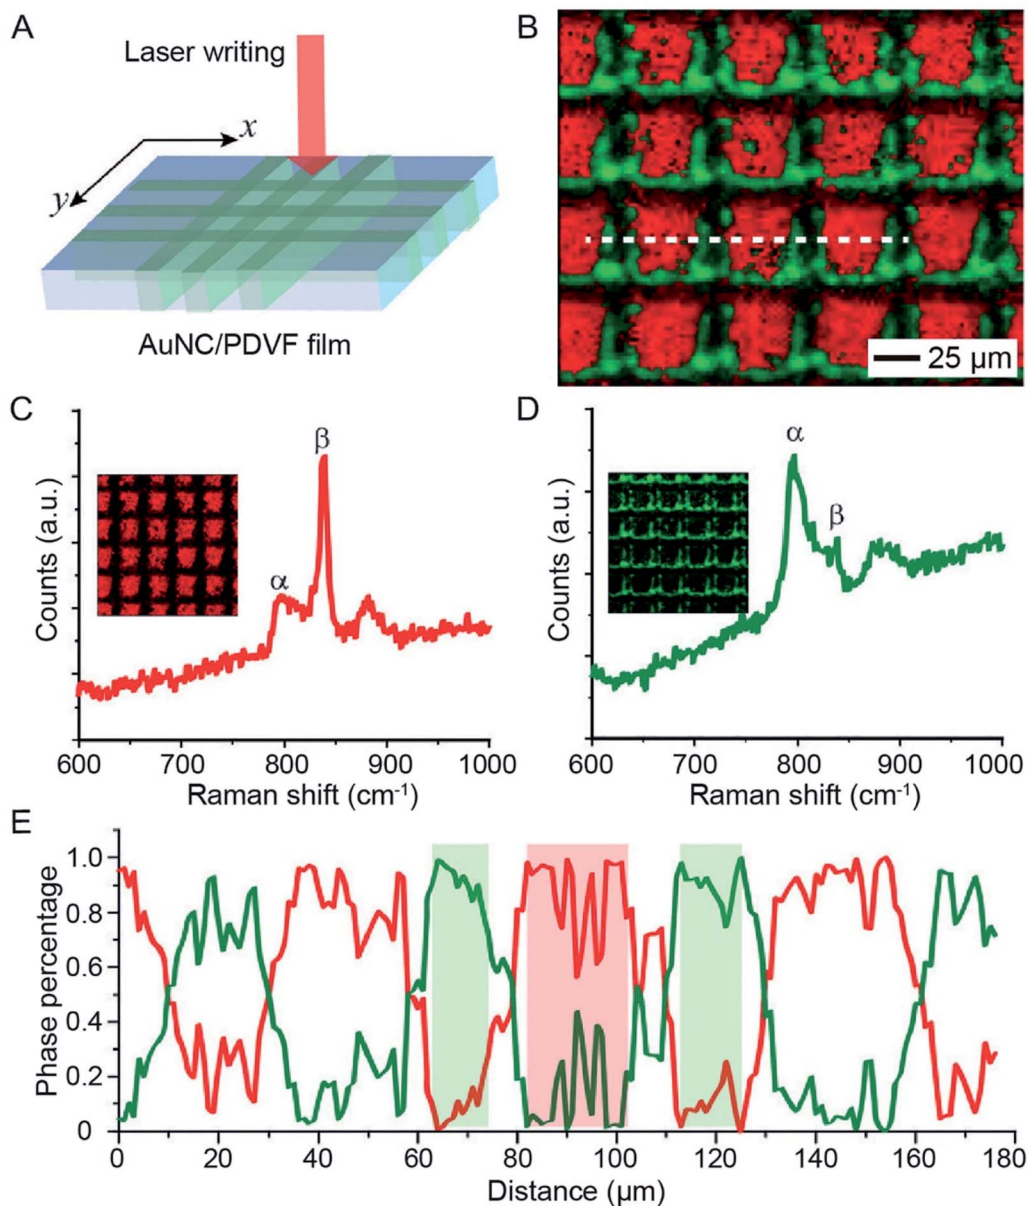 A
Laser writing
x
y
AuNC/PDVF film
B
25 μm
C
β
α
Counts (a.u.)
600 700 800 900 1000
Raman shift (cm⁻¹)
D
α
β
Counts (a.u.)
600 700 800 900 1000
Raman shift (cm⁻¹)
E
Phase percentage
1.0
0.8
0.6
0.4
0.2
0
0 20 40 60 80 100 120 140 160 180
Distance (μm)